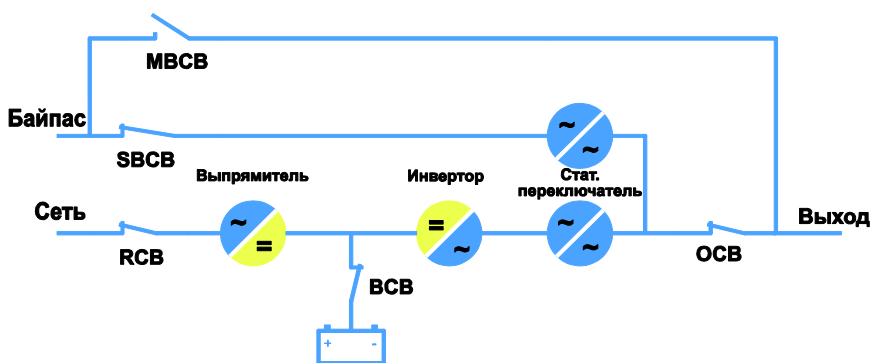 MBCB
Байпас
SBCB
Выпрямитель
Инвертор
Стат.
переключатель
Сеть
Выход
~
~
~
=
=
~
~
~
RCB
OCB
BCB
+ -